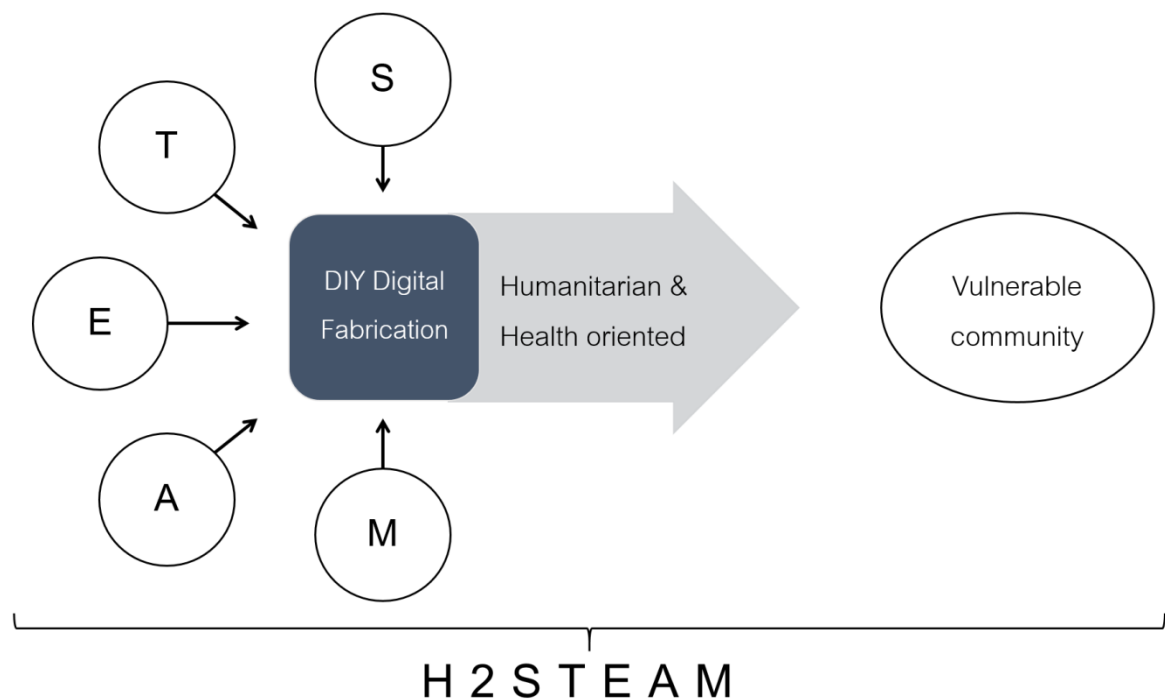 S
T
E
A
M
DIY Digital
Fabrication
Humanitarian &
Health oriented
Vulnerable
community
H 2 S T E A M